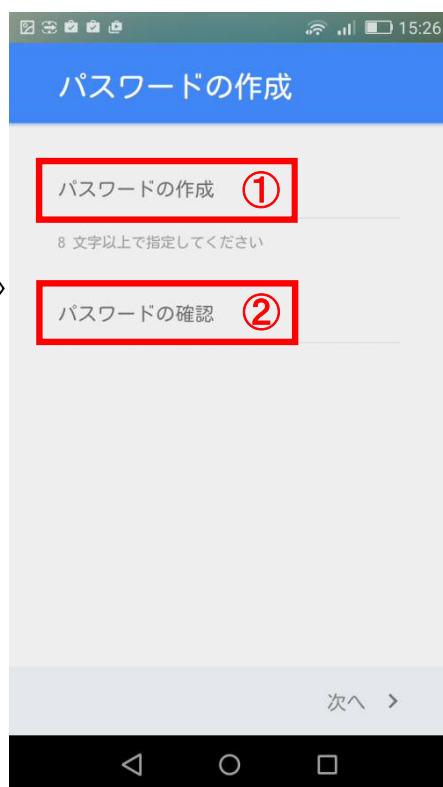 15:26
パスワードの作成
パスワードの作成 ①
8 文字以上で指定してください
パスワードの確認 ②
次へ